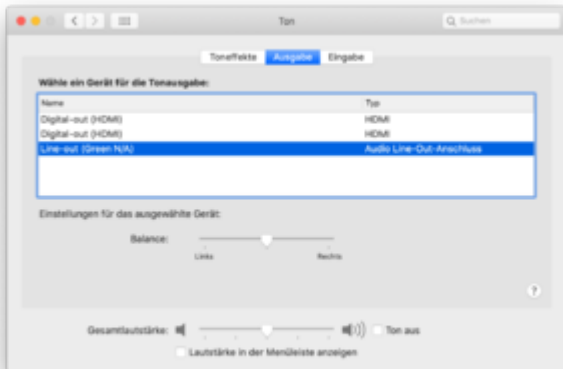 Ton
Suchen
Toneffekte Ausgabe Eingabe
Wähle ein Gerät für die Tonausgabe:
Name Typ
Digital-out (HDMI) HDMI
Digital-out (HDMI) HDMI
Line-out (Green N/A) Audio Line-Out-Anschluss
Einstellungen für das ausgewählte Gerät:
Balance:
Links Rechts
?
Gesamtlautstärke: Ton aus
Lautstärke in der Menüleiste anzeigen